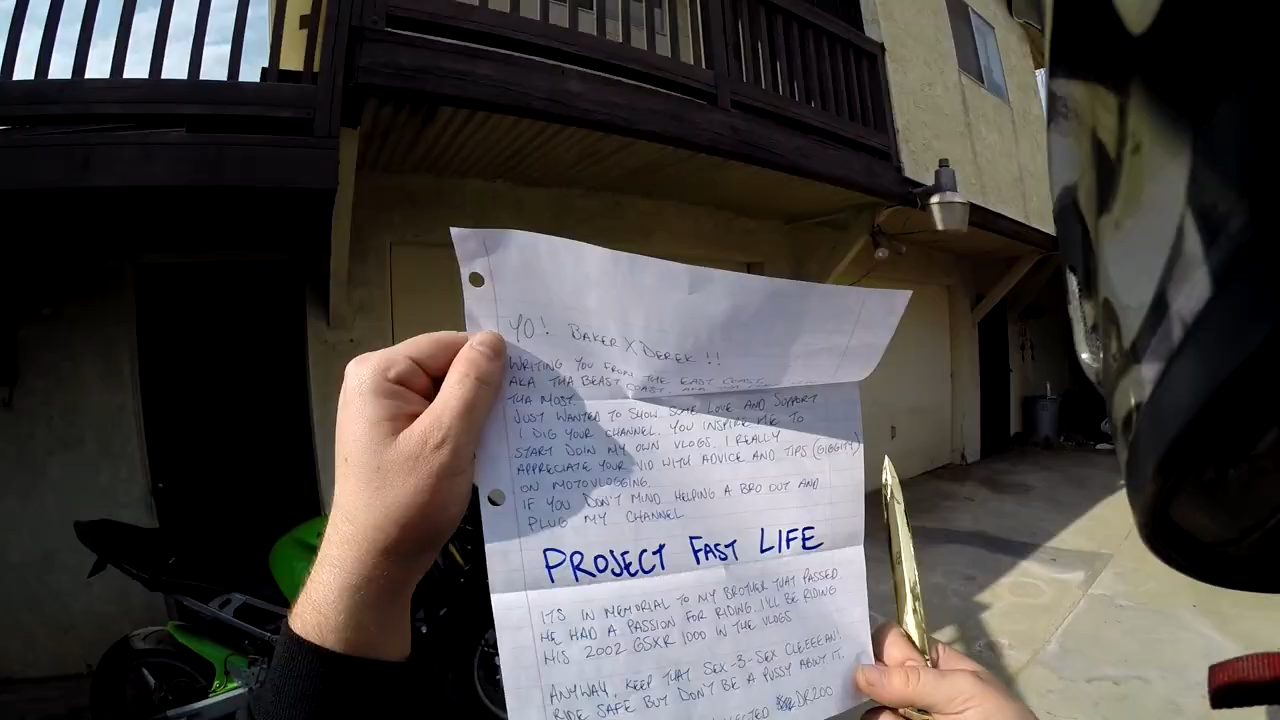 YO! BAKER X DEREK !!
WRITING YOU FROM THE EAST COAST
AKA THA BEAST COAST, AKA
THA MOST
JUST WANTED TO SHOW SOME LOVE AND SUPPORT
I DIG YOUR CHANNEL. YOU INSPIRE ME TO
START DOIN MY OWN VLOGS. I REALLY
APPRECIATE YOUR VID WITH ADVICE AND TIPS (GIGGITY)
ON MOTOVLOGGING.
IF YOU DON'T MIND HELPING A BRO OUT AND
PLUG MY CHANNEL
PROJECT FAST LIFE
ITS IN MEMORIAL TO MY BROTHER THAT PASSED.
HE HAD A PASSION FOR RIDING. I'LL BE RIDING
HIS 2002 GSXR 1000 IN THE VLOGS
ANYWAY, KEEP THAT SEX-3-SEX CLEEEEAN!
RIDE SAFE BUT DON'T BE A PUSSY ABOUT IT.
DR200